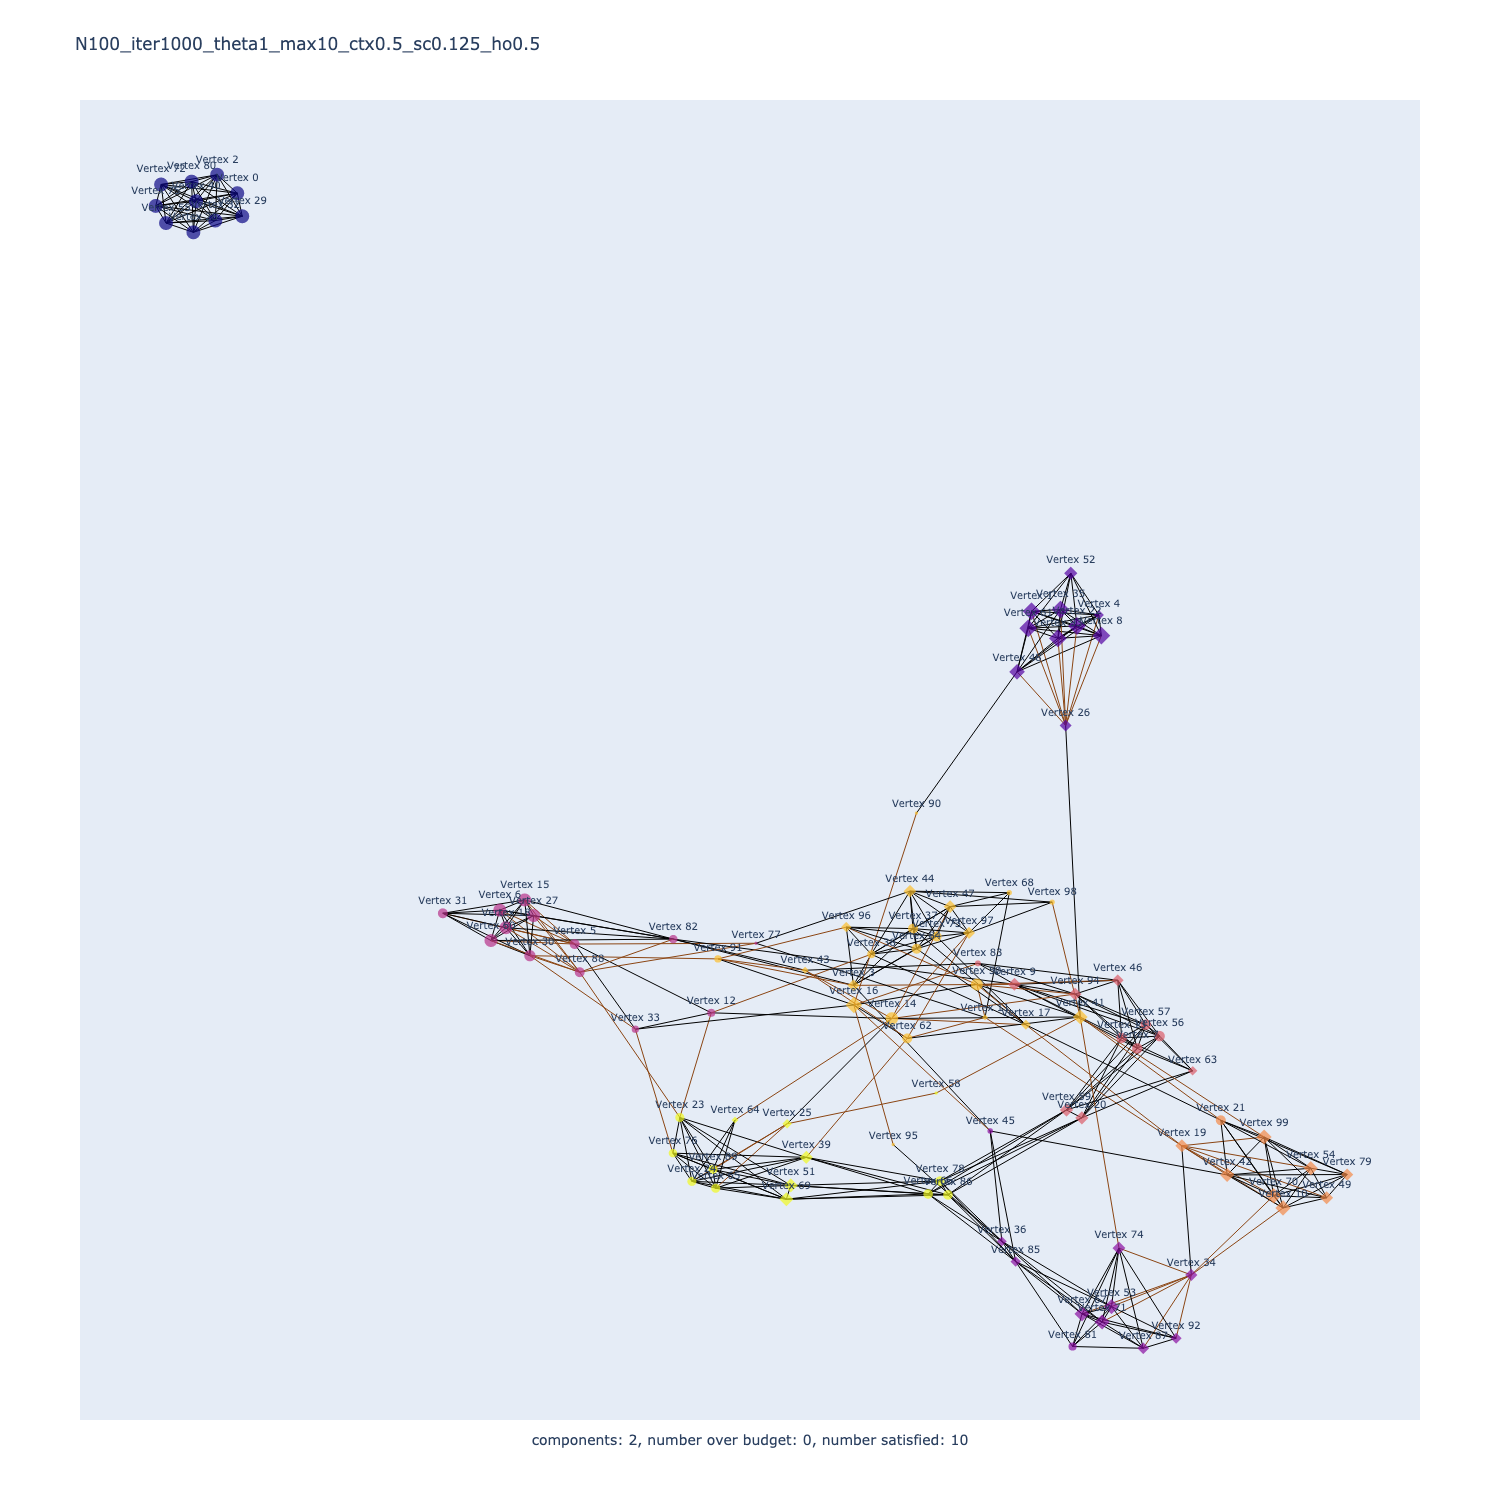 N100_iter1000_theta1_max10_ctx0.5_sc0.125_ho0.5
Vertex 2
Vertex 80
Vertex 72
Vertex 0
Vertex 29
Vertex 52
Vertex 35
Vertex 4
Vertex 8
Vertex 26
Vertex 90
Vertex 44
Vertex 68
Vertex 15
Vertex 6
Vertex 31
Vertex 27
Vertex 47
Vertex 98
Vertex 96
Vertex 37
Vertex 97
Vertex 82
Vertex 5
Vertex 77
Vertex 30
Vertex 91
Vertex 88
Vertex 43
Vertex 83
Vertex 9
Vertex 94
Vertex 46
Vertex 16
Vertex 14
Vertex 12
Vertex 33
Vertex 62
Vertex 17
Vertex 41
Vertex 57
Vertex 56
Vertex 63
Vertex 58
Vertex 20
Vertex 23
Vertex 64
Vertex 25
Vertex 45
Vertex 21
Vertex 99
Vertex 19
Vertex 95
Vertex 76
Vertex 39
Vertex 51
Vertex 69
Vertex 78
Vertex 86
Vertex 42
Vertex 54
Vertex 79
Vertex 70
Vertex 49
Vertex 36
Vertex 85
Vertex 74
Vertex 34
Vertex 53
Vertex 71
Vertex 81
Vertex 87
Vertex 92
components: 2, number over budget: 0, number satisfied: 10